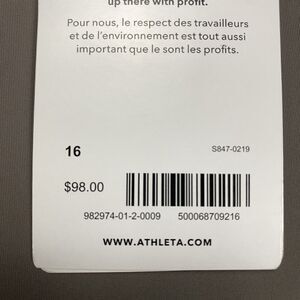 up there with profit.
Pour nous, le respect des travailleurs
et de l'environnement est tout aussi
important que le sont les profits.
16
S847-0219
$98.00
982974-01-2-0009 500068709216
WWW.ATHLETA.COM